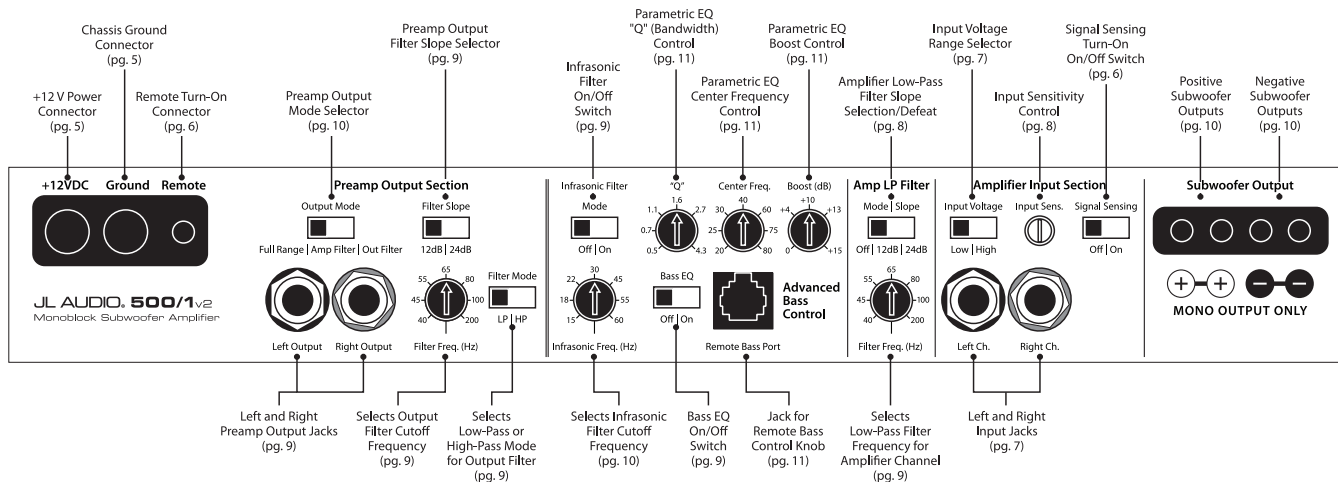 Chassis Ground
Connector
(pg. 5)
+12 V Power
Connector
(pg. 5)
Remote Turn-On
Connector
(pg. 6)
Preamp Output
Mode Selector
(pg. 10)
Preamp Output
Filter Slope Selector
(pg. 9)
Infrasonic
Filter
On/Off
Switch
(pg. 9)
Parametric EQ
"Q" (Bandwidth)
Control
(pg. 11)
Parametric EQ
Center Frequency
Control
(pg. 11)
Parametric EQ
Boost Control
(pg. 11)
Amplifier Low-Pass
Filter Slope
Selection/Defeat
(pg. 8)
Input Voltage
Range Selector
(pg. 7)
Input Sensitivity
Control
(pg. 8)
Signal Sensing
Turn-On
On/Off Switch
(pg. 6)
Positive
Subwoofer
Outputs
(pg. 10)
Negative
Subwoofer
Outputs
(pg. 10)
+12VDC Ground Remote
JL AUDIO® 500/1v2
Monoblock Subwoofer Amplifier
Preamp Output Section
Output Mode
Full Range | Amp Filter | Out Filter
Filter Slope
12dB | 24dB
Left Output
Right Output
40 45 55 65 80 100 200
Filter Freq. (Hz)
Filter Mode
LP | HP
Infrasonic Filter
Mode
Off | On
15 18 22 30 45 55 60
Infrasonic Freq. (Hz)
"Q"
0.5 0.7 1.1 1.6 2.7 4.3
Center Freq.
20 25 30 40 60 75 80
Boost (dB)
0 +4 +10 +13 +15
Bass EQ
Off | On
Advanced
Bass
Control
Remote Bass Port
Amp LP Filter
Mode | Slope
Off | 12dB | 24dB
40 45 55 65 80 100 200
Filter Freq. (Hz)
Amplifier Input Section
Input Voltage
Low | High
Input Sens.
Signal Sensing
Off | On
Left Ch.
Right Ch.
Subwoofer Output
+ + − −
MONO OUTPUT ONLY
Left and Right
Preamp Output Jacks
(pg. 9)
Selects Output
Filter Cutoff
Frequency
(pg. 9)
Selects
Low-Pass or
High-Pass Mode
for Output Filter
(pg. 9)
Selects Infrasonic
Filter Cutoff
Frequency
(pg. 10)
Bass EQ
On/Off
Switch
(pg. 9)
Jack for
Remote Bass
Control Knob
(pg. 11)
Selects
Low-Pass Filter
Frequency for
Amplifier Channel
(pg. 9)
Left and Right
Input Jacks
(pg. 7)